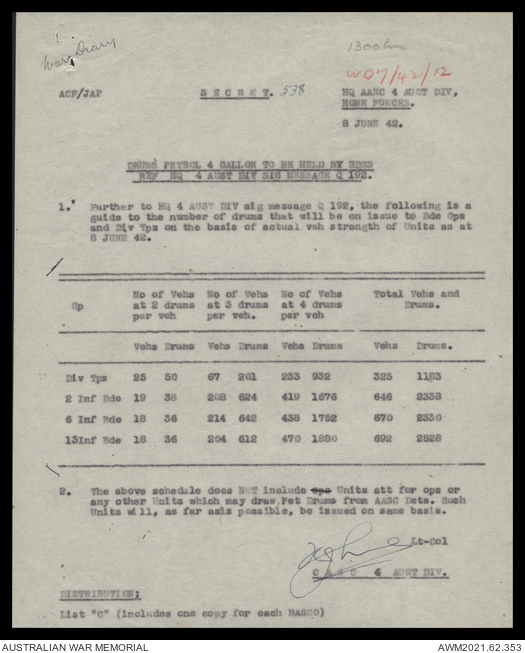 War Diary
1300hrs
WD7/42/12
ACF/JAP S E C R E T. 538 HQ AASC 4 AUST DIV,
HOME FORCES.
8 JUNE 42.
DRUMS PETROL 4 GALLON TO BE HELD BY BDES
REF HQ 4 AUST DIV SIG MESSAGE Q 192.
1. Further to HQ 4 AUST DIV sig message Q 192, the following is a
guide to the number of drums that will be on issue to Bde Gps
and Div Tps on the basis of actual veh strength of Units as at
6 JUNE 42.
Gp No of Vehs No of Vehs No of Vehs Total Vehs and
at 2 drums at 3 drums at 4 drums Drums.
per veh per veh. per veh
Vehs Drums Vehs Drums Vehs Drums Vehs Drums.
Div Tps 25 50 67 201 233 932 325 1183
2 Inf Bde 19 38 208 624 419 1676 646 2338
6 Inf Bde 18 36 214 642 438 1752 670 2330
13Inf Bde 18 36 204 612 470 1880 692 2528
2. The above schedule does NOT include ops Units att for ops or
any other Units which may draw,Pet Drums from AASC Dets. Such
Units will, as far asis possible, be issued on same basis.
Lt-Col
C A S C 4 AUST DIV.
DISTRIBUTION;
List "C" (includes one copy for each BASCO)
AUSTRALIAN WAR MEMORIAL AWM2021.62.353